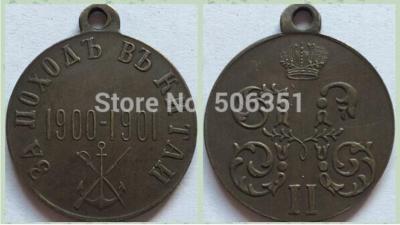 ЗА ПОХОДЪ ВЪ КИТАЙ
1900-1901
Store No: 506351
Н
II